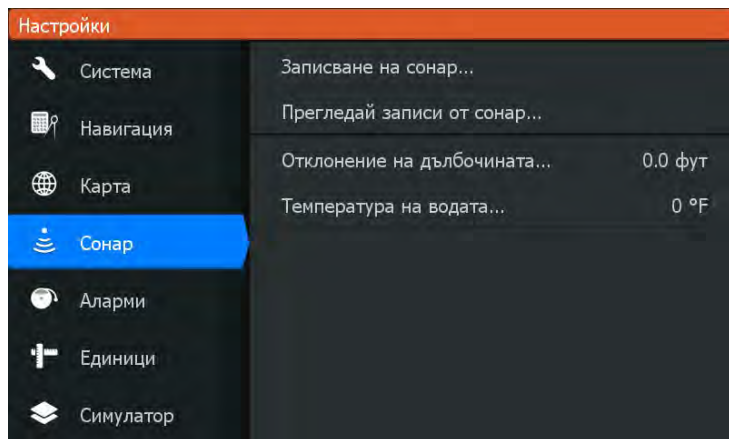 Настройки
Система
Навигация
Карта
Сонар
Аларми
Единици
Симулатор
Записване на сонар...
Прегледай записи от сонар...
Отклонение на дълбочината... 0.0 фут
Температура на водата... 0 °F